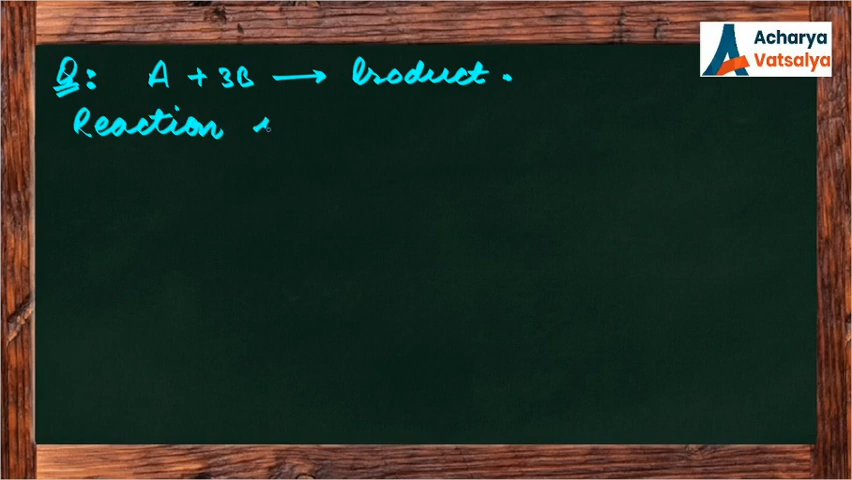 Acharya
Vatsalya
Q: A + 3B → Product.
Reaction